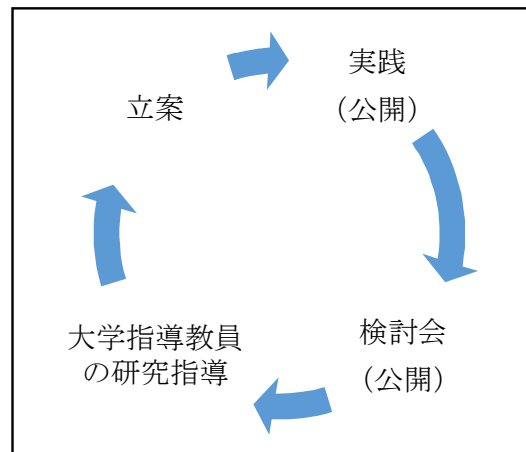 立案
実践
（公開）
検討会
（公開）
大学指導教員
の研究指導